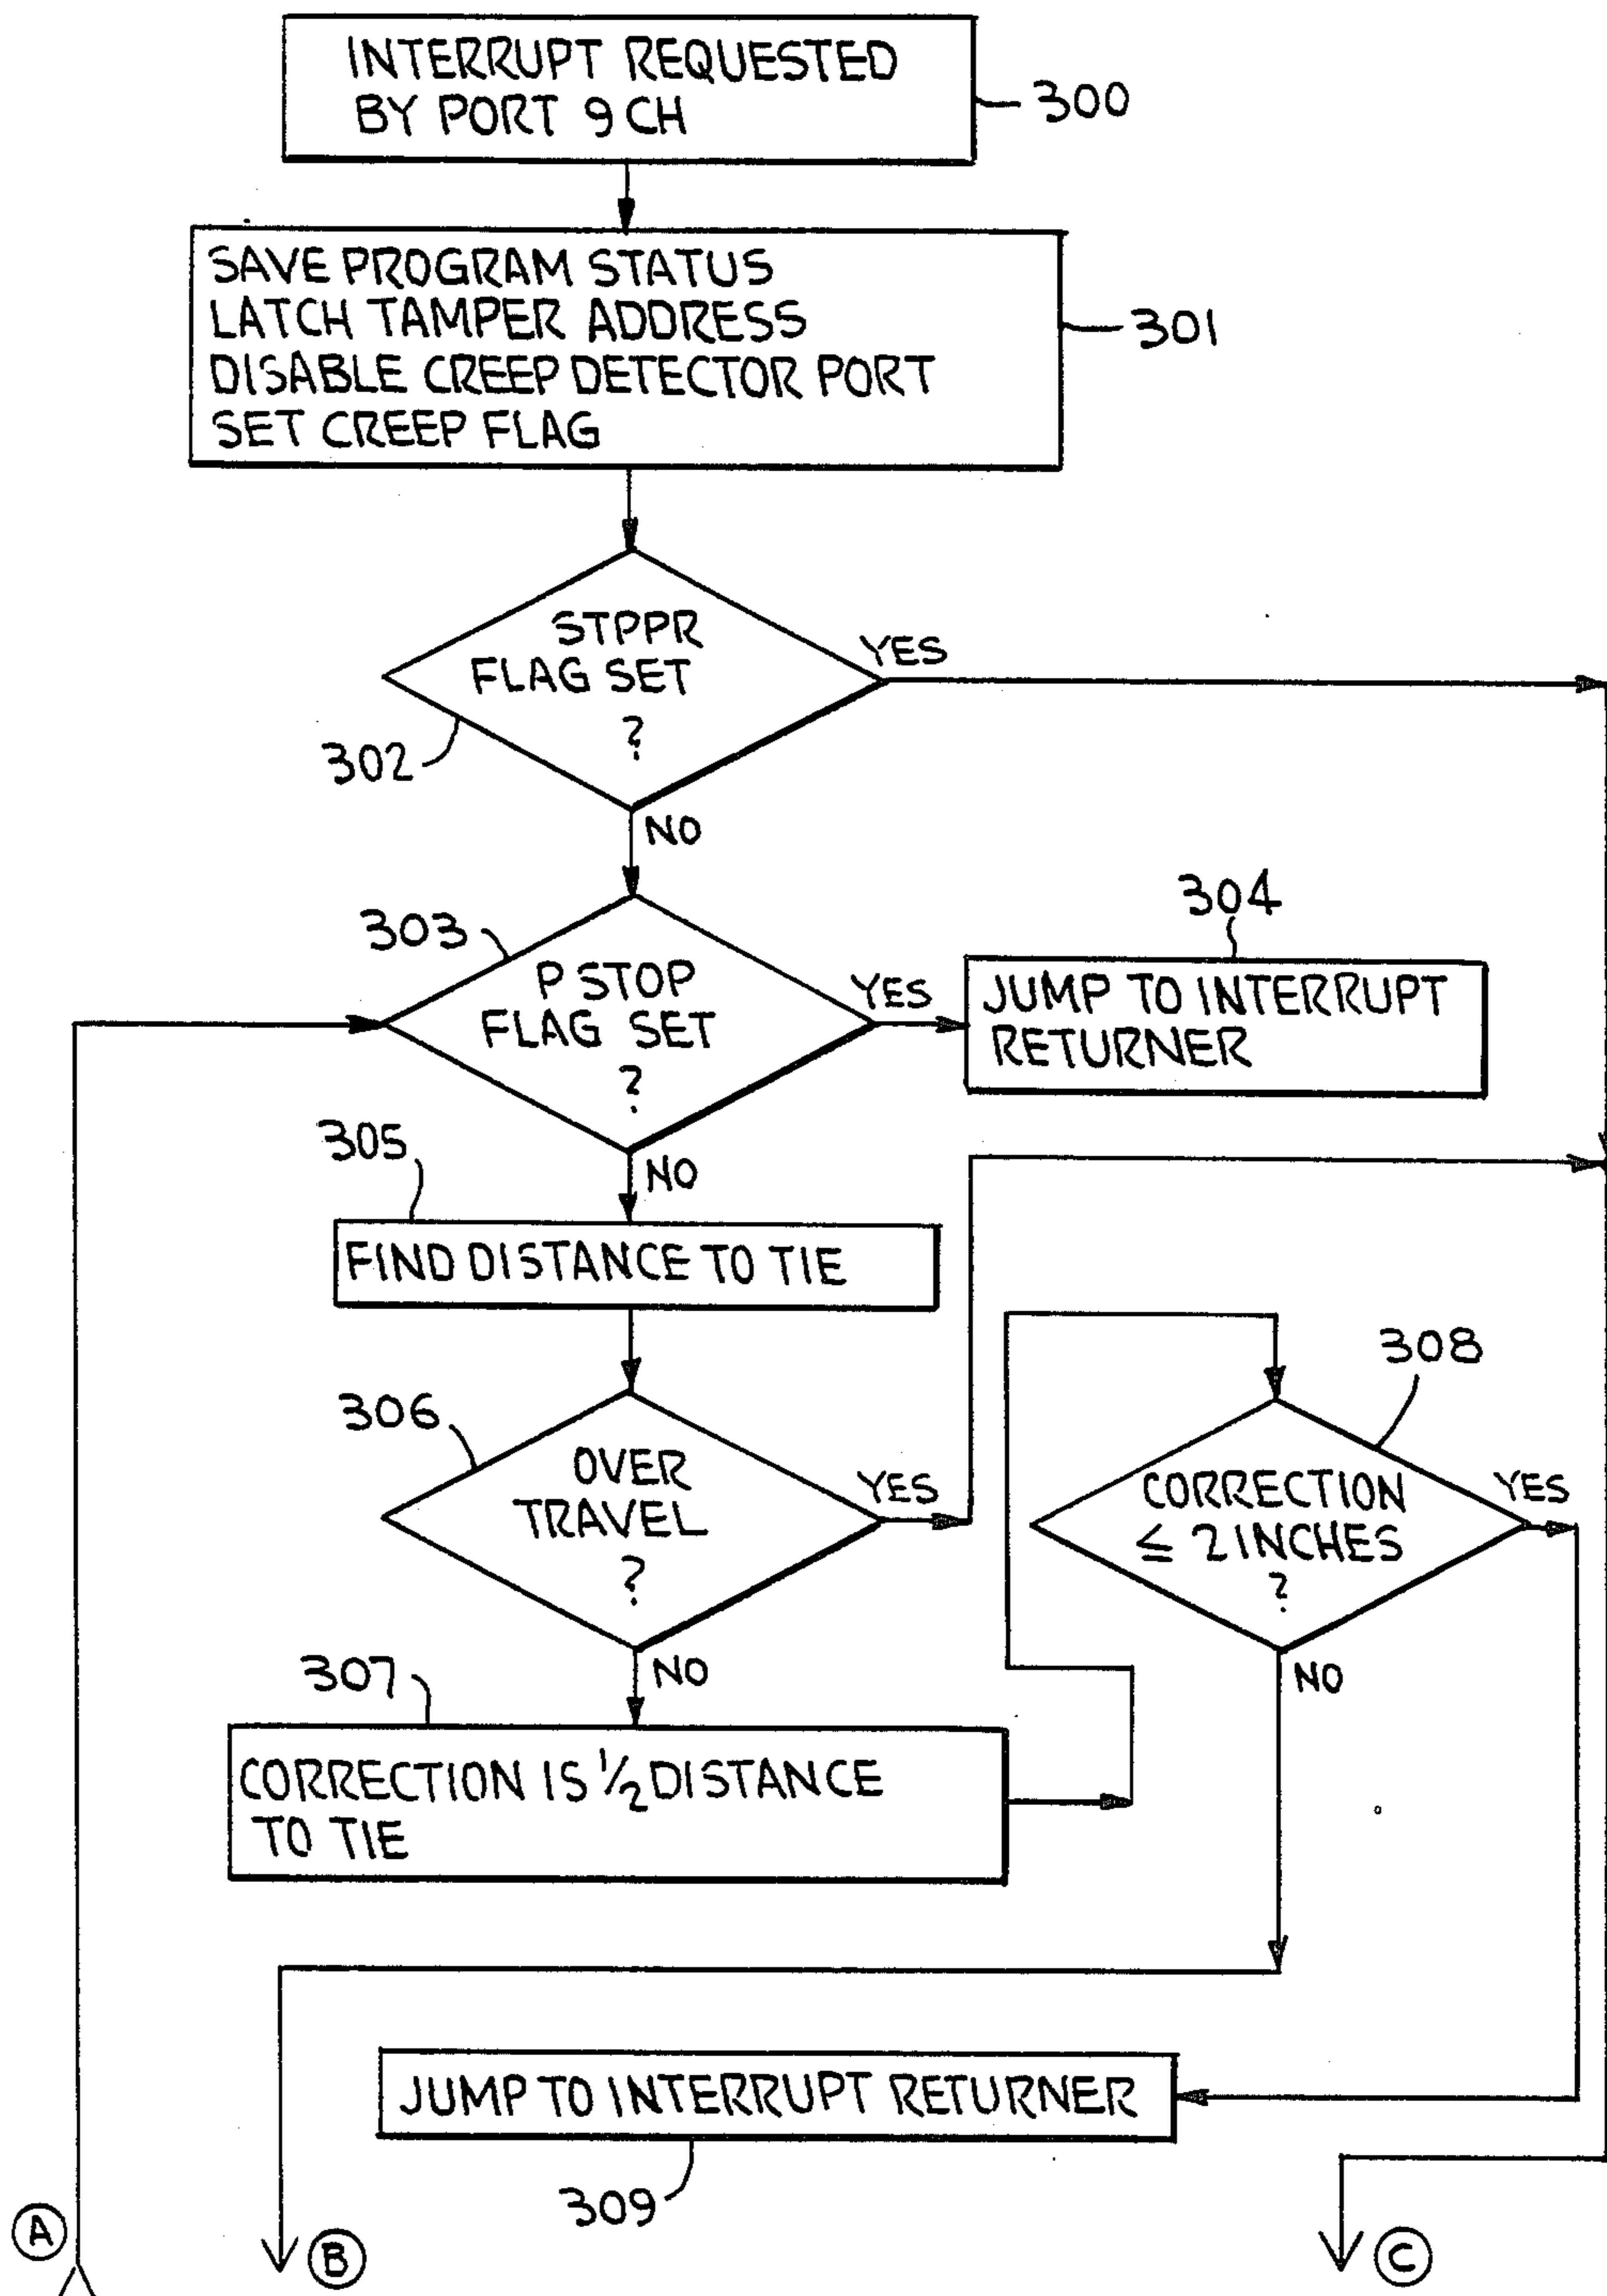 INTERRUPT REQUESTED
BY PORT 9CH
300
SAVE PROGRAM STATUS
LATCH TAMPER ADDRESS
DISABLE CREEP DETECTOR PORT
SET CREEP FLAG
301
STPPR
FLAG SET
?
YES
302
NO
304
303
P STOP
FLAG SET
?
YES
JUMP TO INTERRUPT
RETURNER
305
NO
FIND DISTANCE TO TIE
308
306
OVER
TRAVEL
?
YES
CORRECTION
≤ 2 INCHES
?
YES
307
NO
NO
CORRECTION IS 1/2 DISTANCE
TO TIE
JUMP TO INTERRUPT RETURNER
309
A
B
C